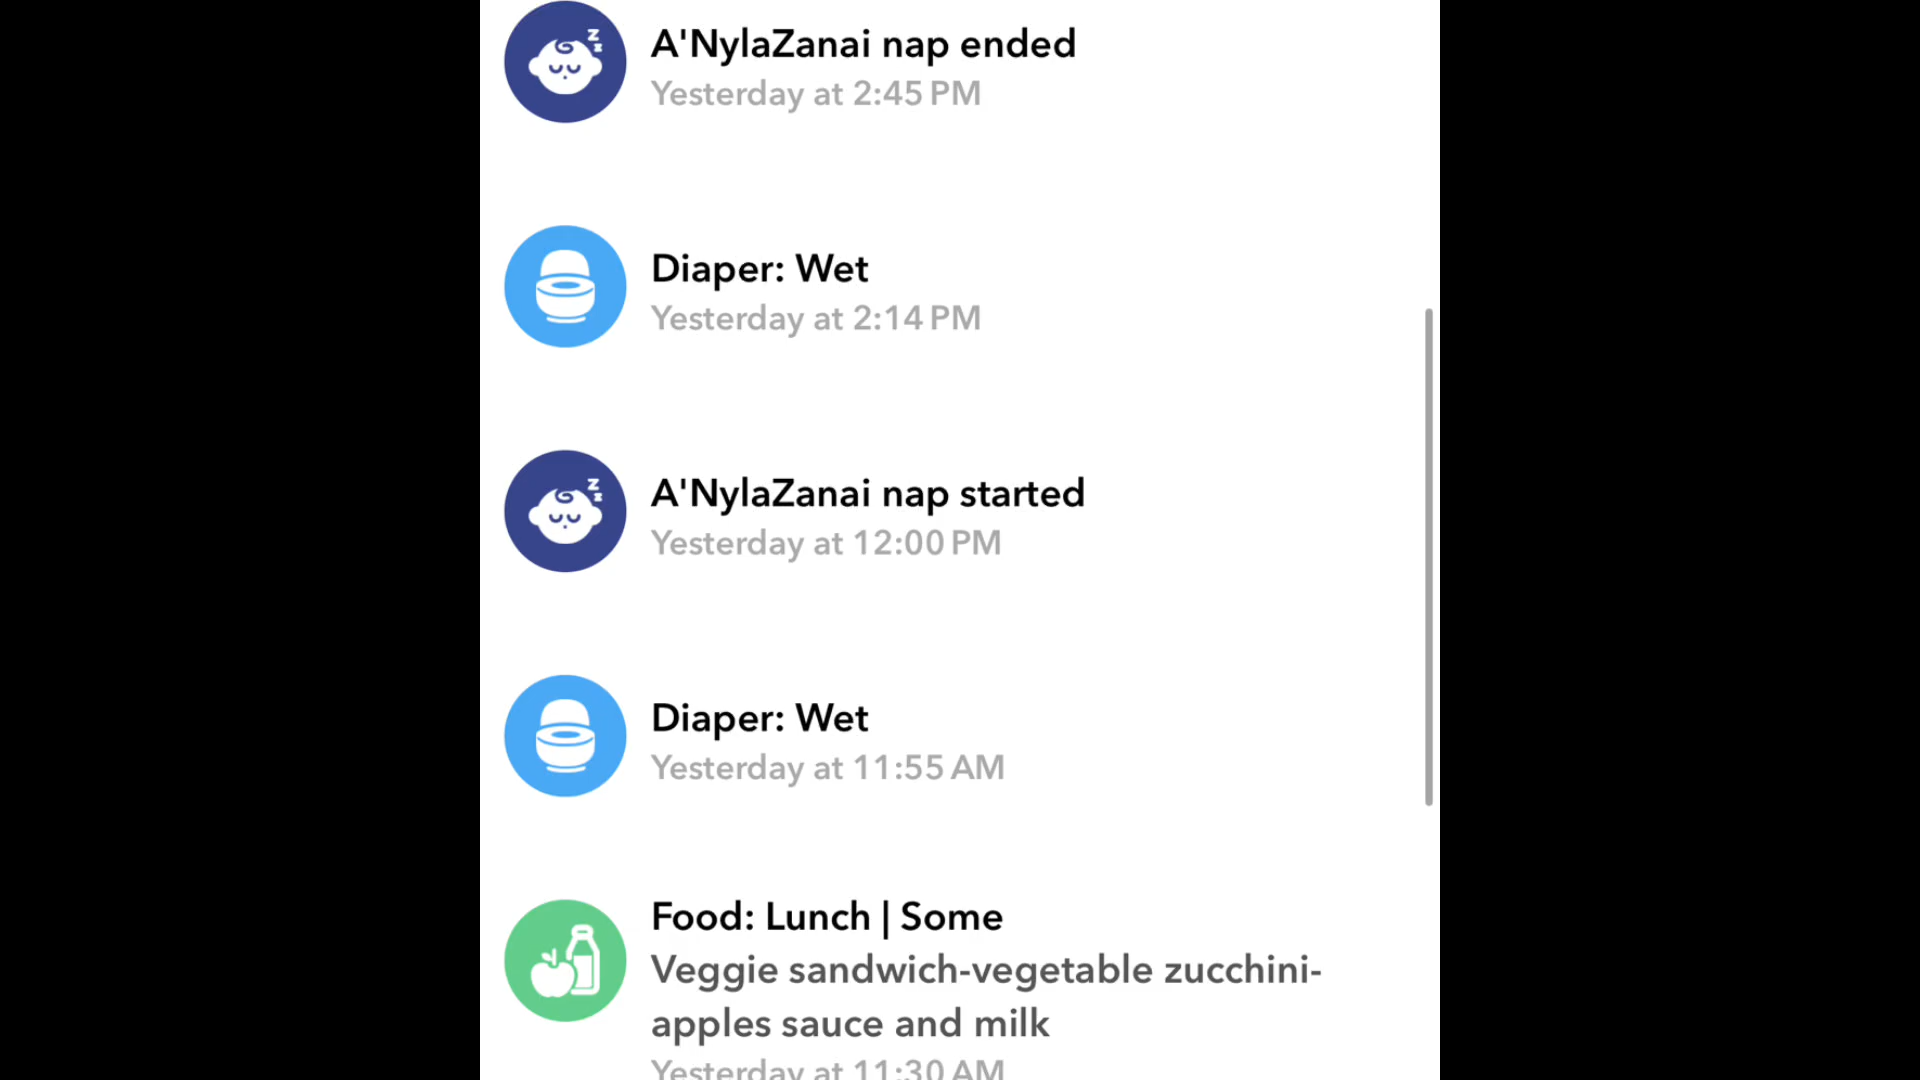 A'NylaZanai nap ended
Yesterday at 2:45 PM
Diaper: Wet
Yesterday at 2:14 PM
A'NylaZanai nap started
Yesterday at 12:00 PM
Diaper: Wet
Yesterday at 11:55 AM
Food: Lunch | Some
Veggie sandwich-vegetable zucchini-
apples sauce and milk
Yesterday at 11:30 AM